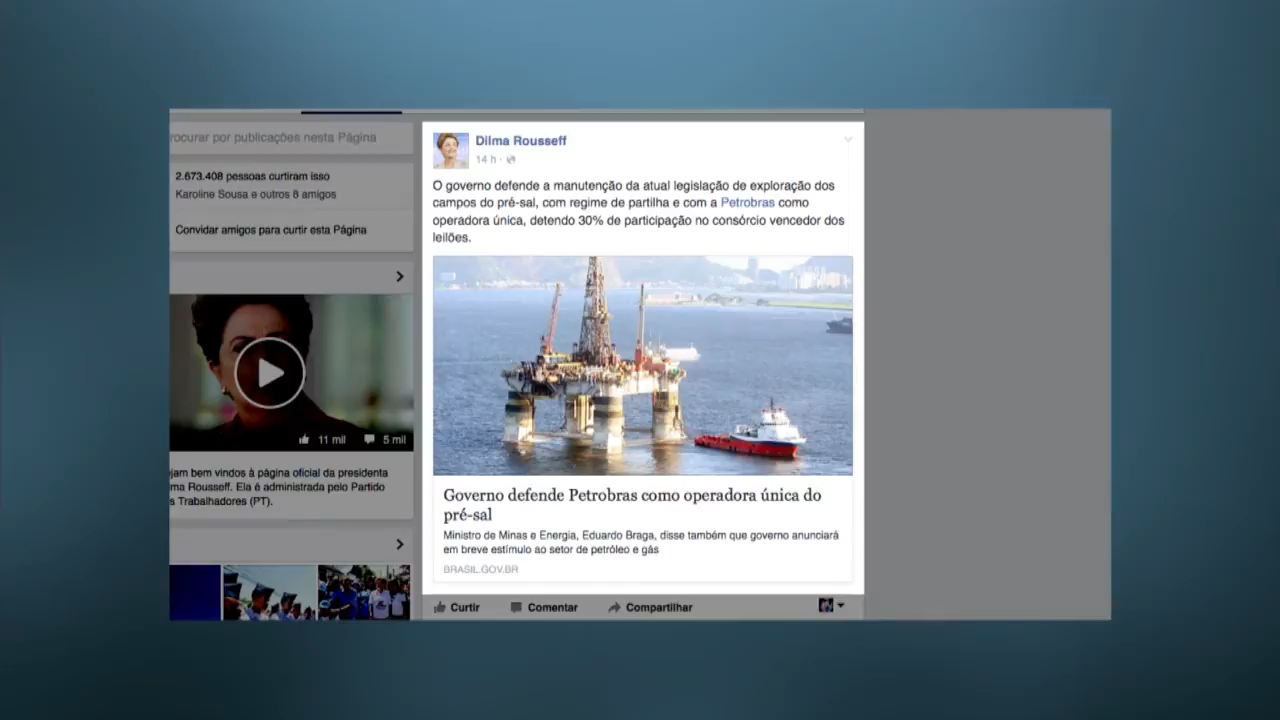 rocurar por publicações nesta Página
2.673.408 pessoas curtiram isso
Karoline Sousa e outros 8 amigos
Convidar amigos para curtir esta Página
11 mil 5 mil
jam bem vindos à página oficial da presidenta
ma Rousseff. Ela é administrada pelo Partido
s Trabalhadores (PT).
Dilma Rousseff
14 h ·
O governo defende a manutenção da atual legislação de exploração dos
campos do pré-sal, com regime de partilha e com a Petrobras como
operadora única, detendo 30% de participação no consórcio vencedor dos
leilões.
Governo defende Petrobras como operadora única do
pré-sal
Ministro de Minas e Energia, Eduardo Braga, disse também que governo anunciará
em breve estímulo ao setor de petróleo e gás
BRASIL.GOV.BR
Curtir Comentar Compartilhar